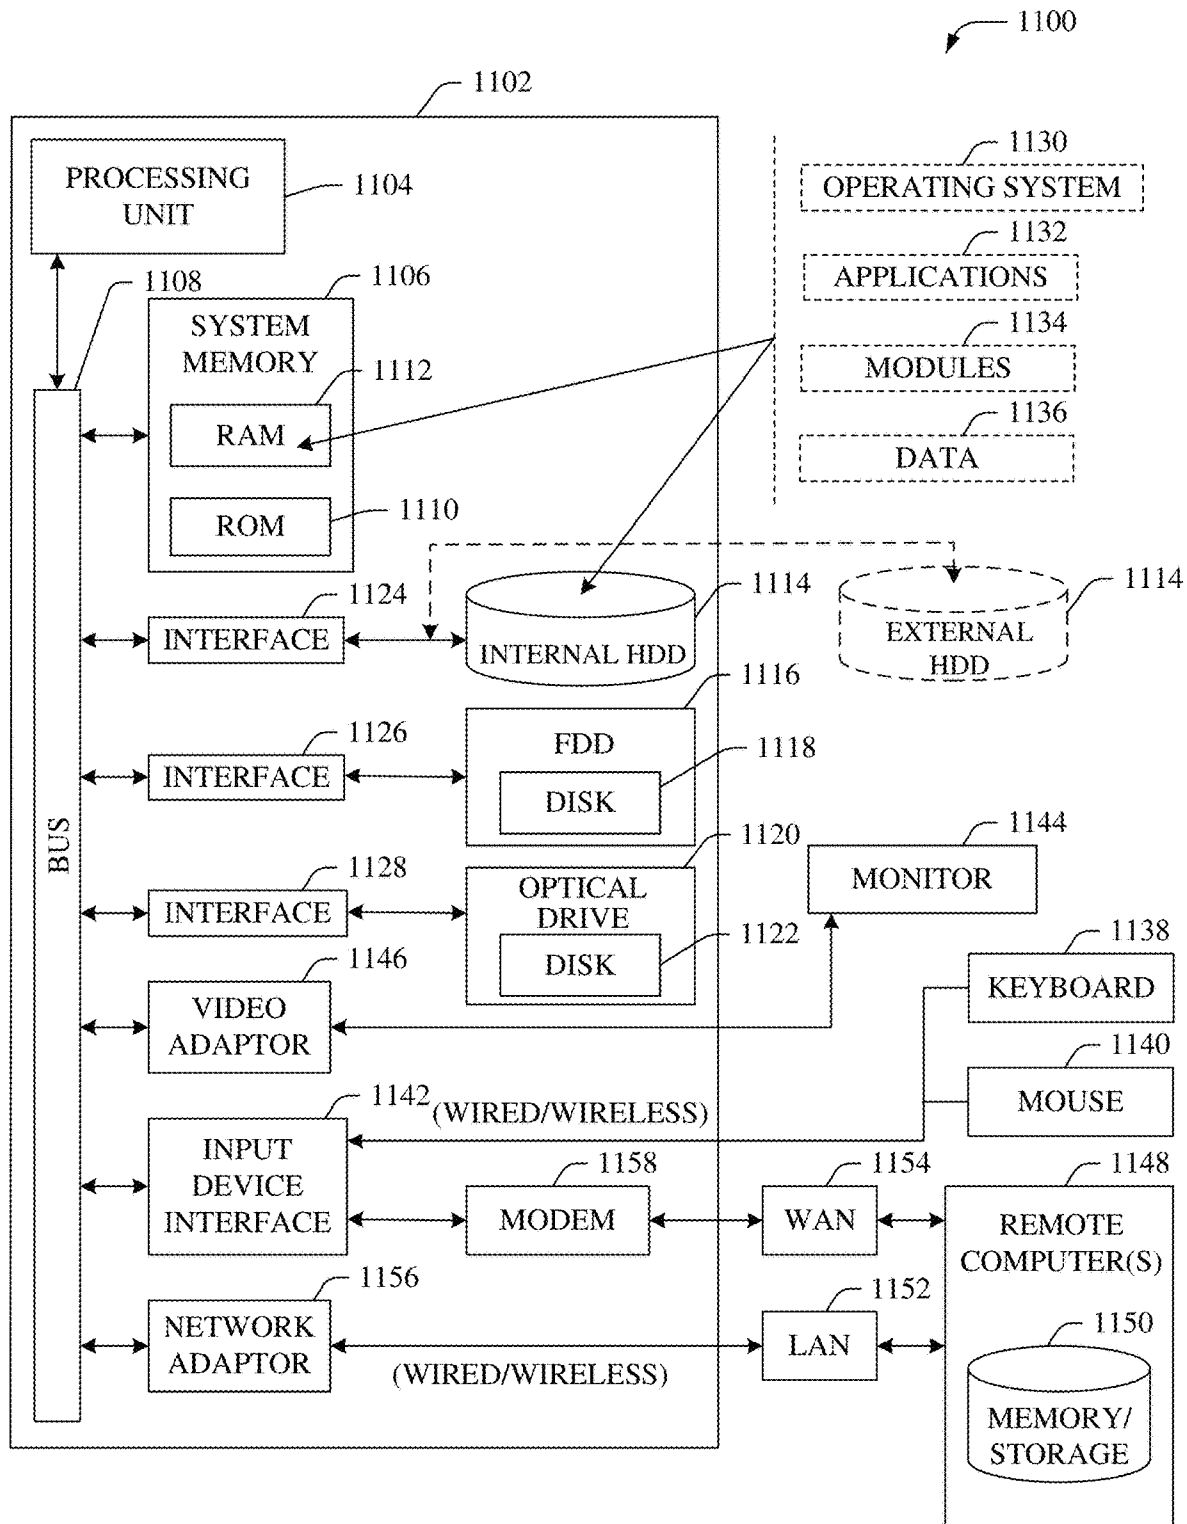 1100
1102
PROCESSING
UNIT
1104
1108
1106
SYSTEM
MEMORY
1112
RAM
1110
ROM
1130
OPERATING SYSTEM
1132
APPLICATIONS
1134
MODULES
1136
DATA
1124
INTERFACE
1114
INTERNAL HDD
1114
EXTERNAL
HDD
1126
INTERFACE
1116
FDD
1118
DISK
BUS
1128
INTERFACE
1120
OPTICAL
DRIVE
1122
DISK
1144
MONITOR
1146
VIDEO
ADAPTOR
1138
KEYBOARD
1140
MOUSE
1142
(WIRED/WIRELESS)
INPUT
DEVICE
INTERFACE
1158
MODEM
1154
WAN
1148
REMOTE
COMPUTER(S)
1156
NETWORK
ADAPTOR
(WIRED/WIRELESS)
1152
LAN
1150
MEMORY/
STORAGE